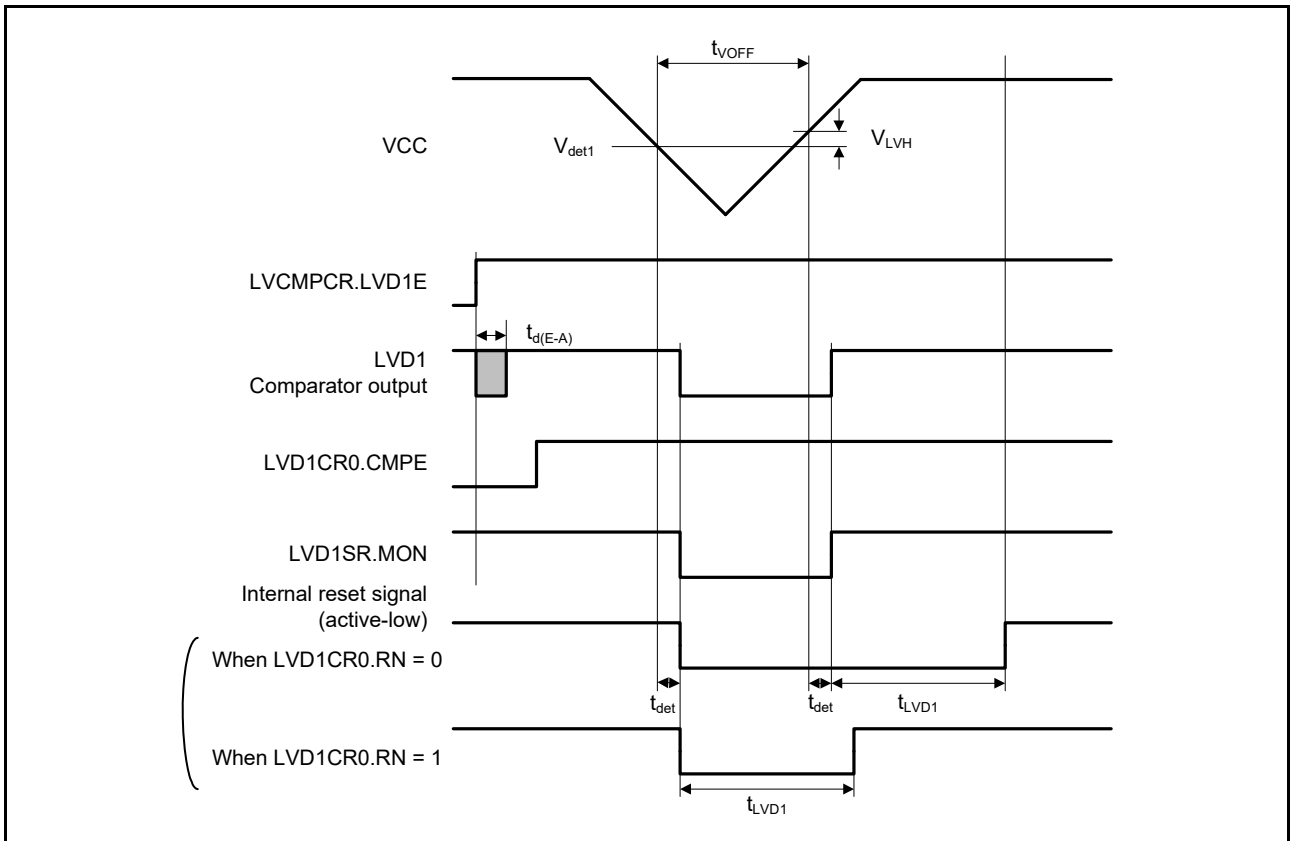 tVOFF
VCC
Vdet1
VLVH
LVCMPCR.LVD1E
td(E-A)
LVD1
Comparator output
LVD1CR0.CMPE
LVD1SR.MON
Internal reset signal
(active-low)
When LVD1CR0.RN = 0
tdet
tdet
tLVD1
When LVD1CR0.RN = 1
tLVD1